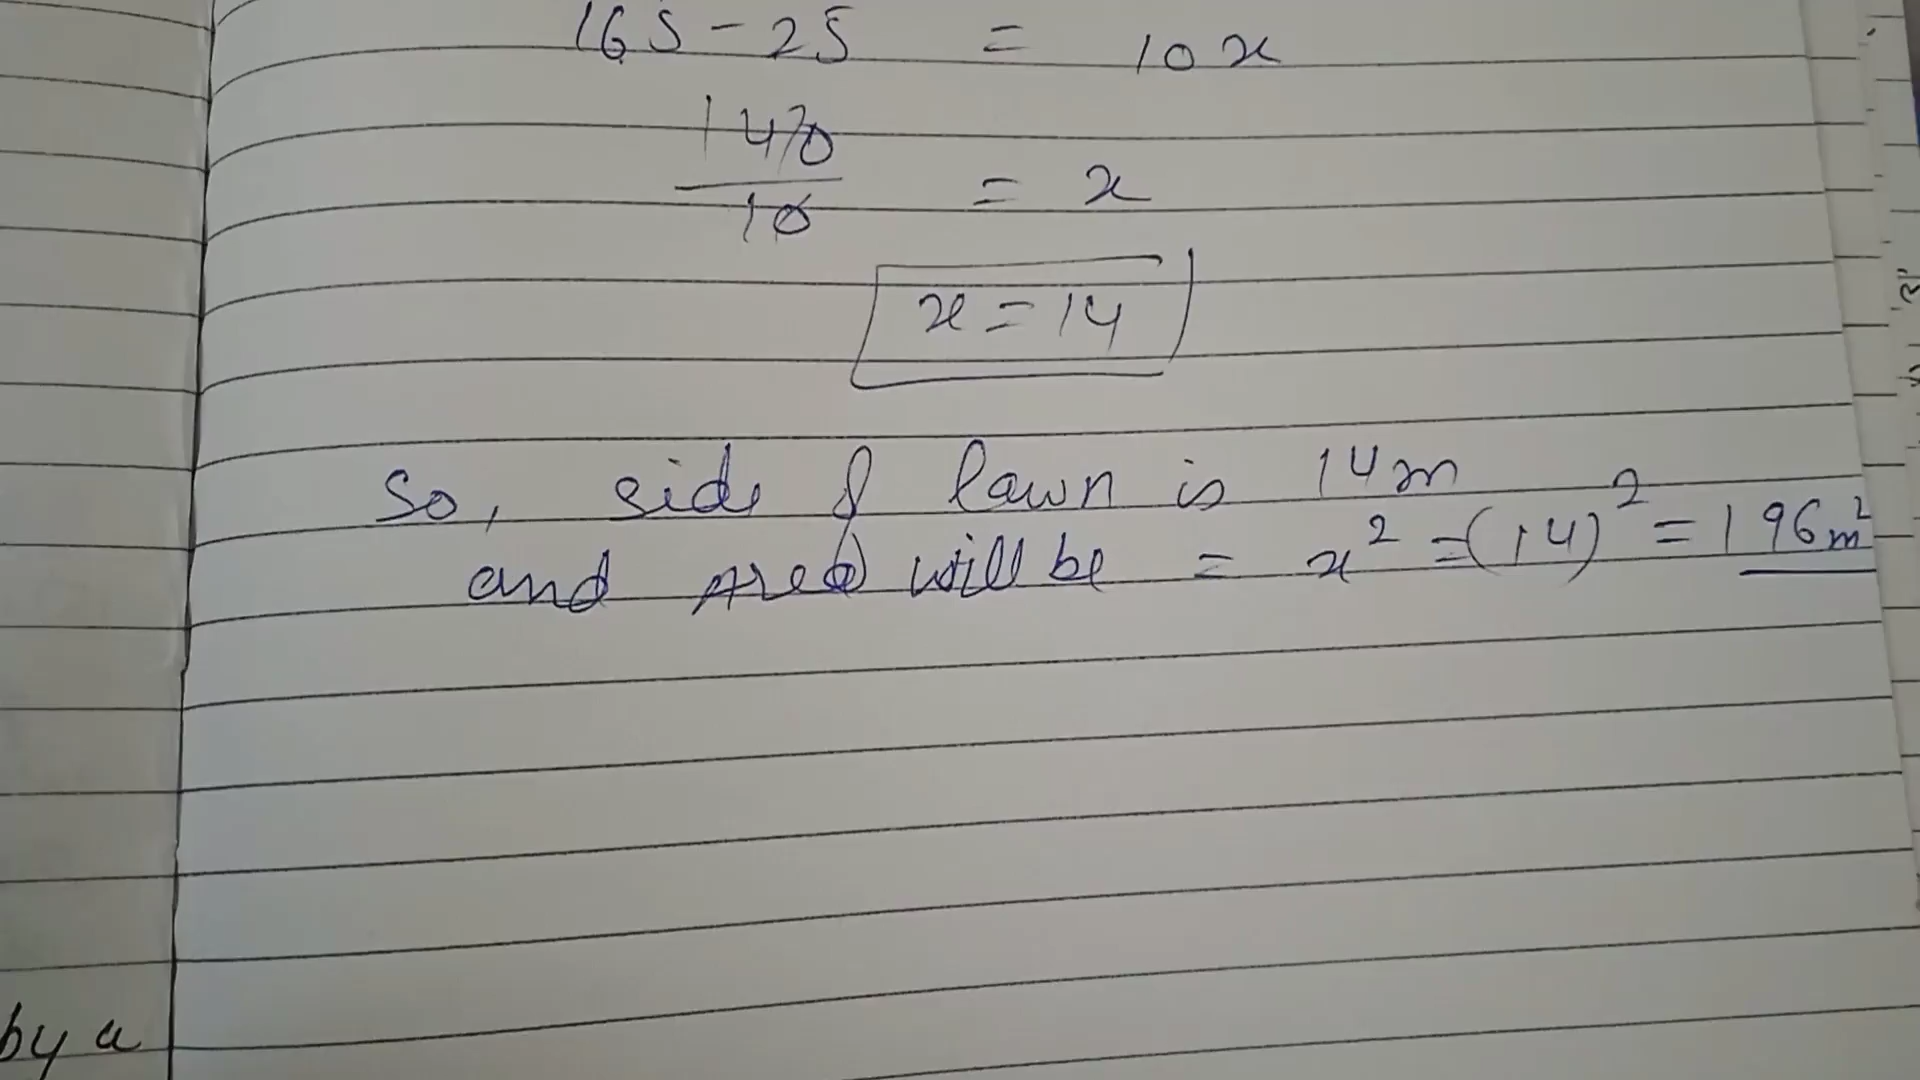 165 - 25 = 10x
140/10 = x
x = 14
So, side of lawn is 14m
and Area will be = x² = (14)² = 196m²
by a